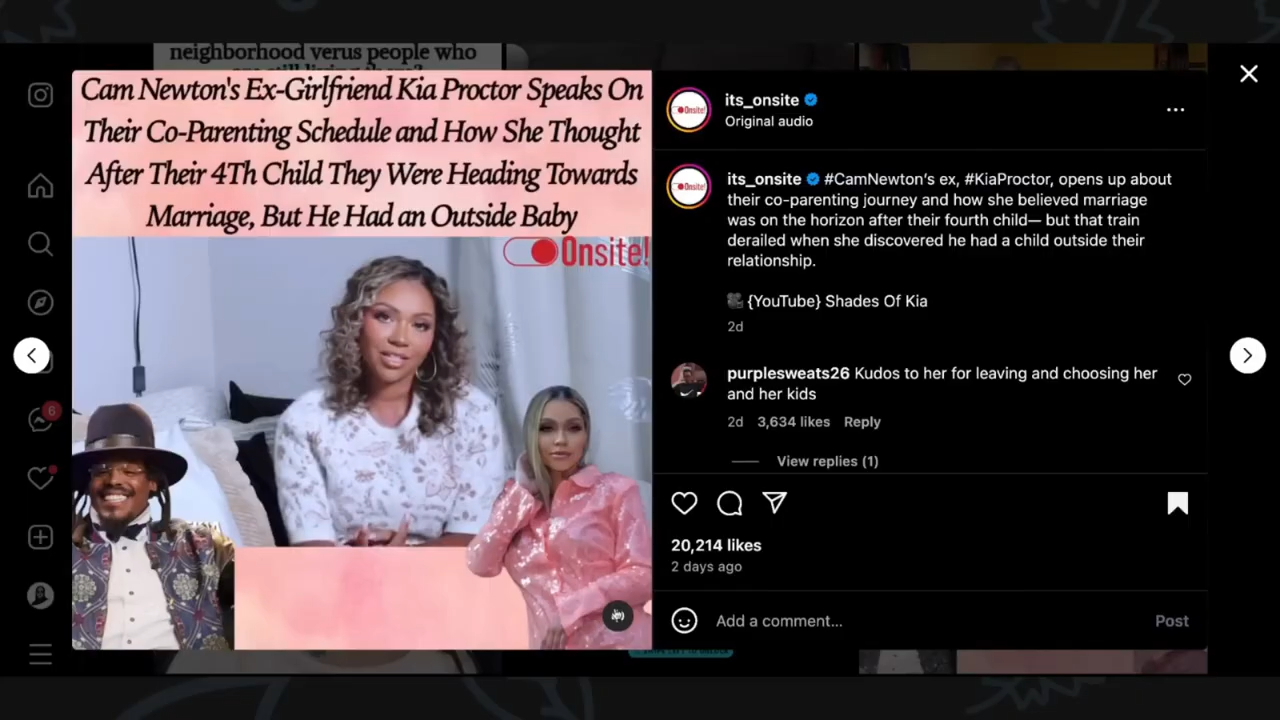 neighborhood verus people who
Cam Newton's Ex-Girlfriend Kia Proctor Speaks On
Their Co-Parenting Schedule and How She Thought
After Their 4Th Child They Were Heading Towards
Marriage, But He Had an Outside Baby
Onsite!
Onsite!
its_onsite
Original audio
Onsite!
its_onsite #CamNewton's ex, #KiaProctor, opens up about
their co-parenting journey and how she believed marriage
was on the horizon after their fourth child— but that train
derailed when she discovered he had a child outside their
relationship.
{YouTube} Shades Of Kia
2d
purplesweats26 Kudos to her for leaving and choosing her
and her kids
2d 3,634 likes Reply
View replies (1)
6
20,214 likes
2 days ago
Add a comment...
Post